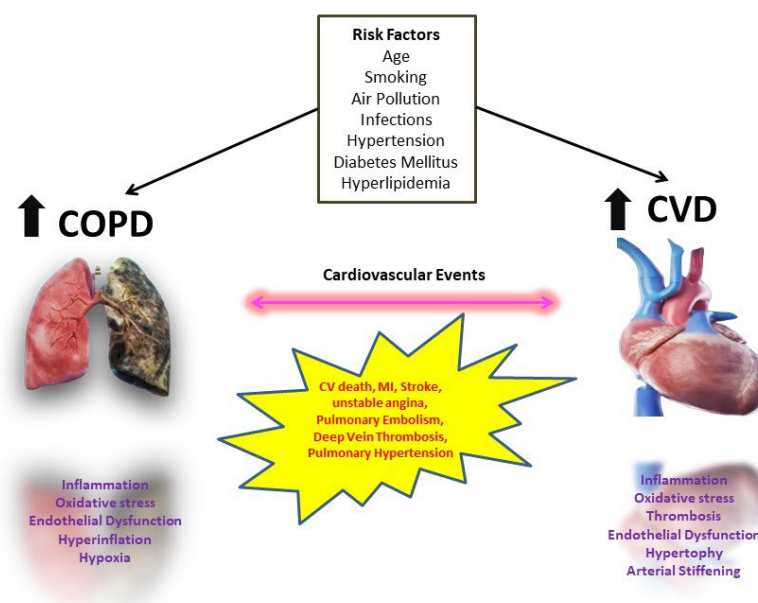 Risk Factors
Age
Smoking
Air Pollution
Infections
Hypertension
Diabetes Mellitus
Hyperlipidemia
COPD
CVD
Cardiovascular Events
CV death, MI, Stroke,
unstable angina,
Pulmonary Embolism,
Deep Vein Thrombosis,
Pulmonary Hypertension
Inflammation
Oxidative stress
Endothelial Dysfunction
Hyperinflation
Hypoxia
Inflammation
Oxidative stress
Thrombosis
Endothelial Dysfunction
Hypertophy
Arterial Stiffening